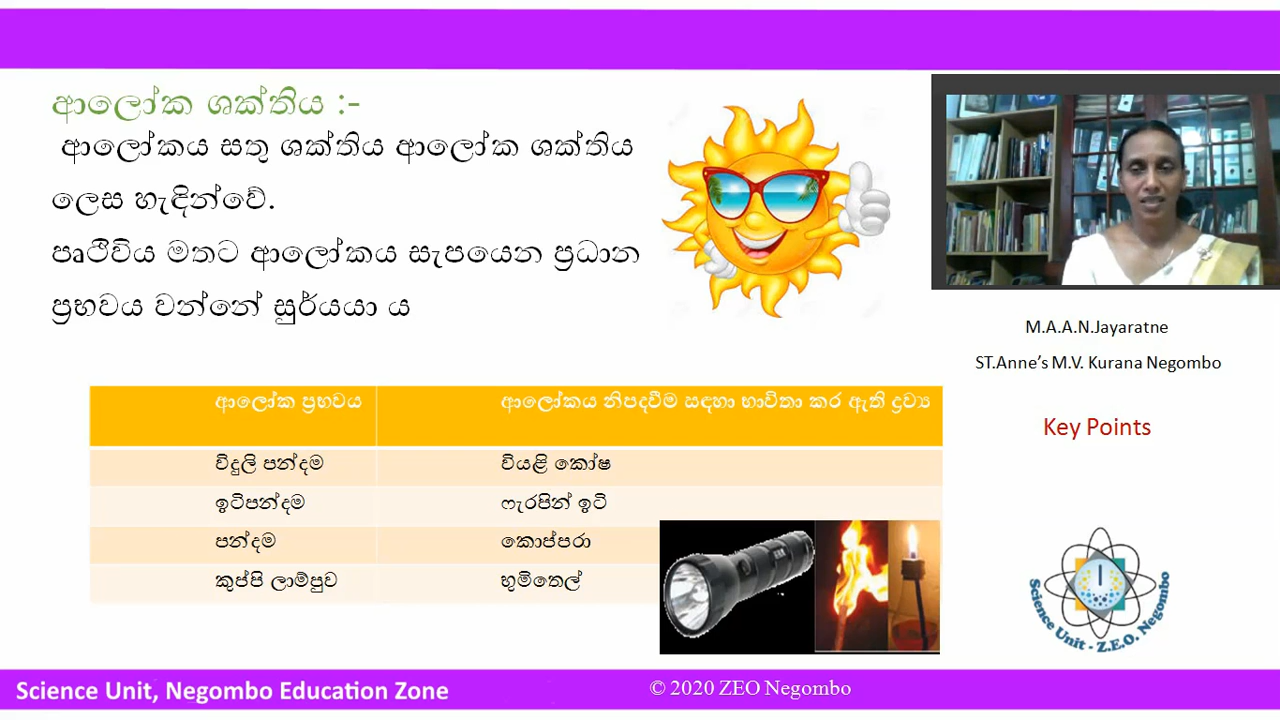 ආලෝක ශක්තිය :-
ආලෝකය සතු ශක්තිය ආලෝක ශක්තිය
ලෙස හැඳින්වේ.
පෘථිවිය මතට ආලෝකය සැපයෙන ප්‍රධාන
ප්‍රභවය වන්නේ සුර්යයා ය
M.A.A.N.Jayaratne
ST.Anne's M.V. Kurana Negombo
Key Points
ආලෝක ප්‍රභවය ආලෝකය නිපදවීම සඳහා භාවිතා කර ඇති ද්‍රව්‍ය
විදුලි පන්දම වියළි කෝෂ
ඉටිපන්දම ෆැරපින් ඉටි
පන්දම කොප්පරා
කුප්පි ලාම්පුව භුමිතෙල්
Science Unit - Z.E.O. Negombo
Science Unit, Negombo Education Zone
© 2020 ZEO Negombo